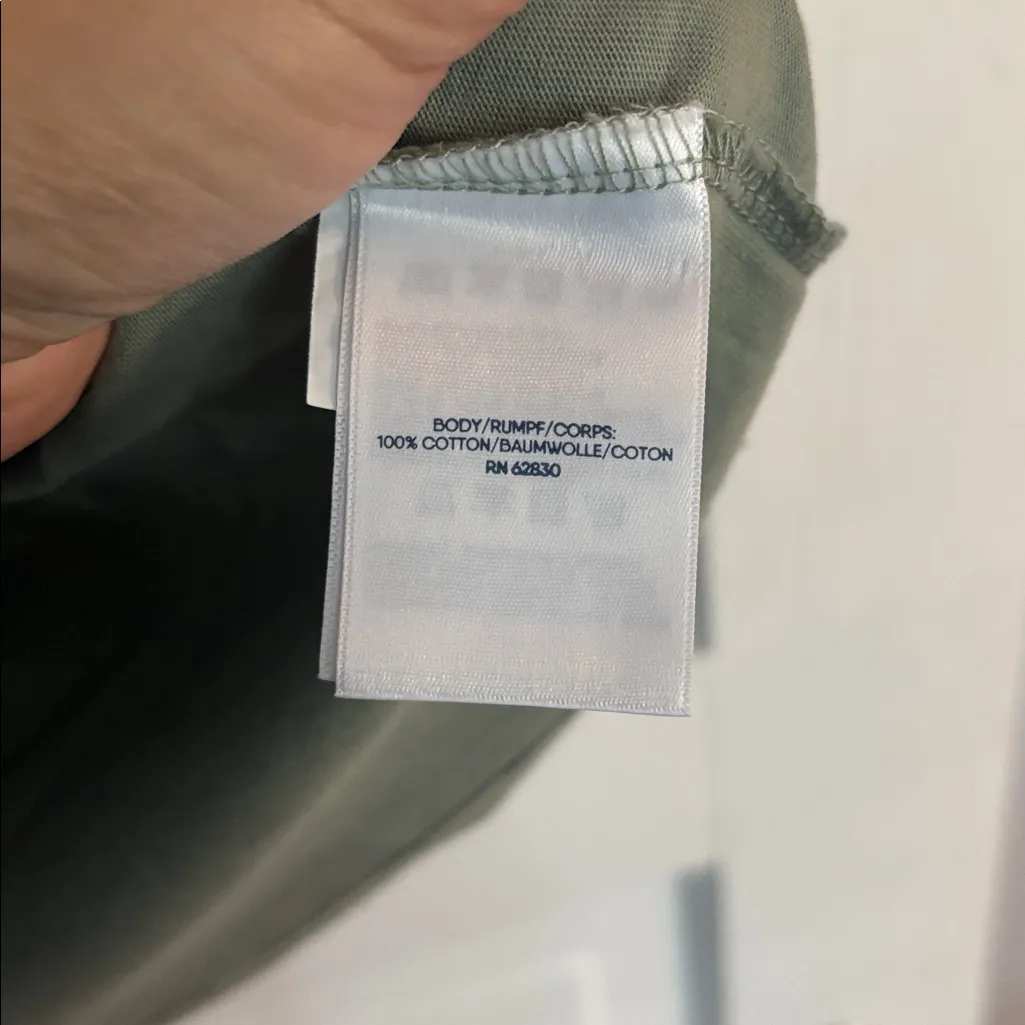 BODY/RUMPF/CORPS:
100% COTTON/BAUMWOLLE/COTON
RN 62830